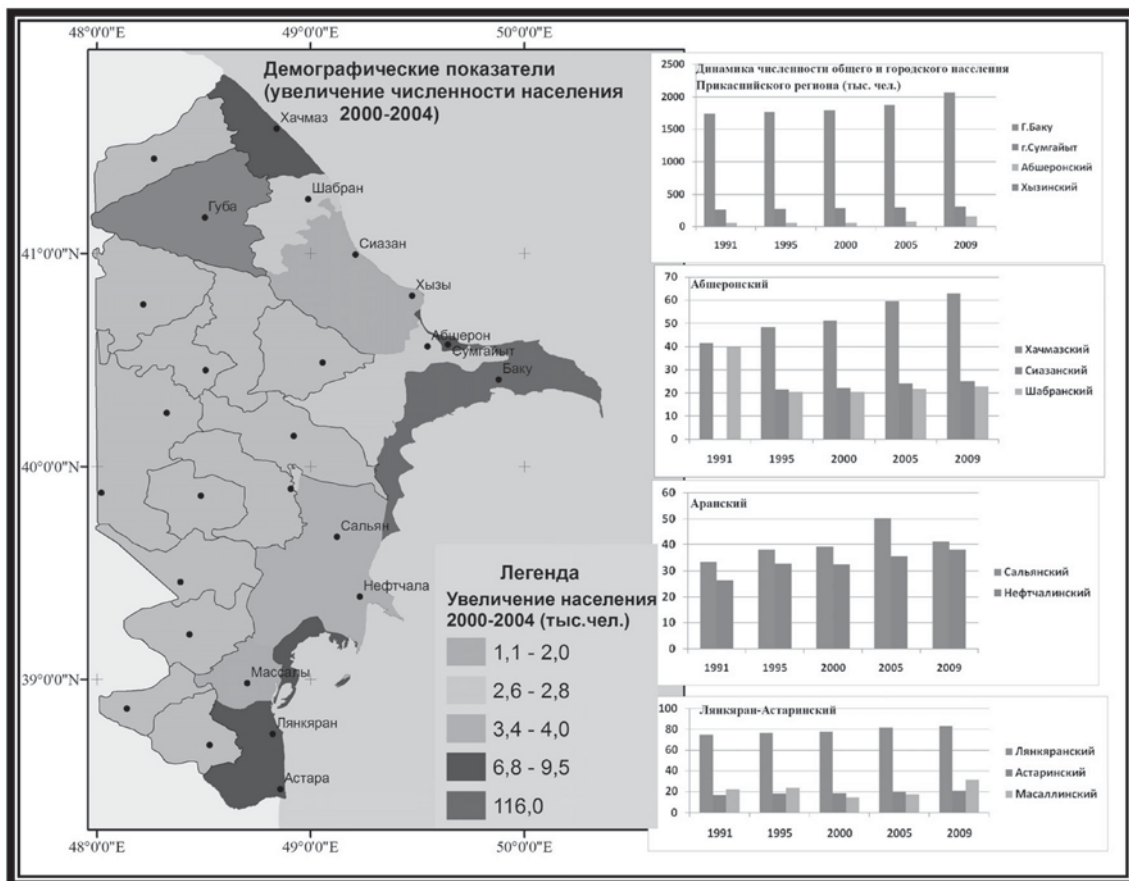 48°0'0"E 49°0'0"E 50°0'0"E
Демографические показатели
(увеличение численности населения
2000-2004)
Хачмаз
Шабран
Губа
Сиазан
41°0'0"N
Хызы
Абшерон
Сумгайыт
Баку
40°0'0"N
Сальян
Нефтчала
39°0'0"N
Массалы
Лянкяран
Астара
48°0'0"E 49°0'0"E 50°0'0"E
Легенда
Увеличение населения
2000-2004 (тыс.чел.)
1,1 - 2,0
2,6 - 2,8
3,4 - 4,0
6,8 - 9,5
116,0
Динамика численности общего и городского населения
Прикаспийского региона (тыс. чел.)
2500
2000
1500
1000
500
0
1991 1995 2000 2005 2009
Г.Баку
г.Сумгайыт
Абшеронский
Хызинский
Абшеронский
70
60
50
40
30
20
10
0
1991 1995 2000 2005 2009
Хачмазский
Сиазанский
Шабранский
Аранский
60
50
40
30
20
10
0
1991 1995 2000 2005 2009
Сальянский
Нефтчалинский
Лянкяран-Астаринский
100
80
60
40
20
0
1991 1995 2000 2005 2009
Лянкяранский
Астаринский
Масаллинский